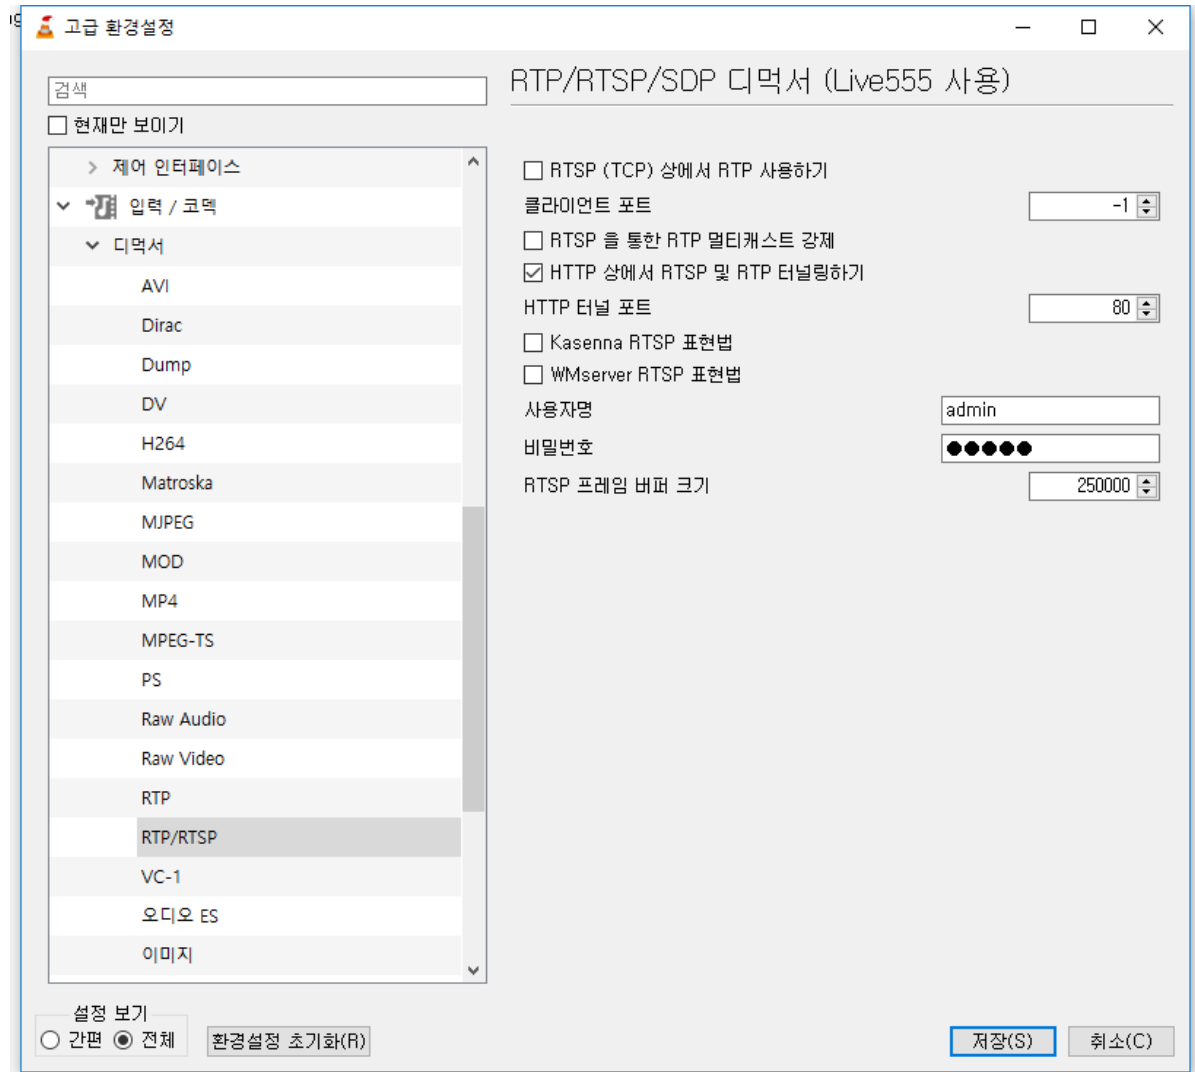 고급 환경설정
검색
현재만 보이기
제어 인터페이스
입력 / 코덱
디먹서
AVI
Dirac
Dump
DV
H264
Matroska
MJPEG
MOD
MP4
MPEG-TS
PS
Raw Audio
Raw Video
RTP
RTP/RTSP
VC-1
오디오 ES
이미지
설정 보기
간편 전체
환경설정 초기화(R)
RTP/RTSP/SDP 디먹서 (Live555 사용)
RTSP (TCP) 상에서 RTP 사용하기
클라이언트 포트 -1
RTSP 을 통한 RTP 멀티캐스트 강제
HTTP 상에서 RTSP 및 RTP 터널링하기
HTTP 터널 포트 80
Kasenna RTSP 표현법
WMserver RTSP 표현법
사용자명 admin
비밀번호 ●●●●●
RTSP 프레임 버퍼 크기 250000
저장(S) 취소(C)